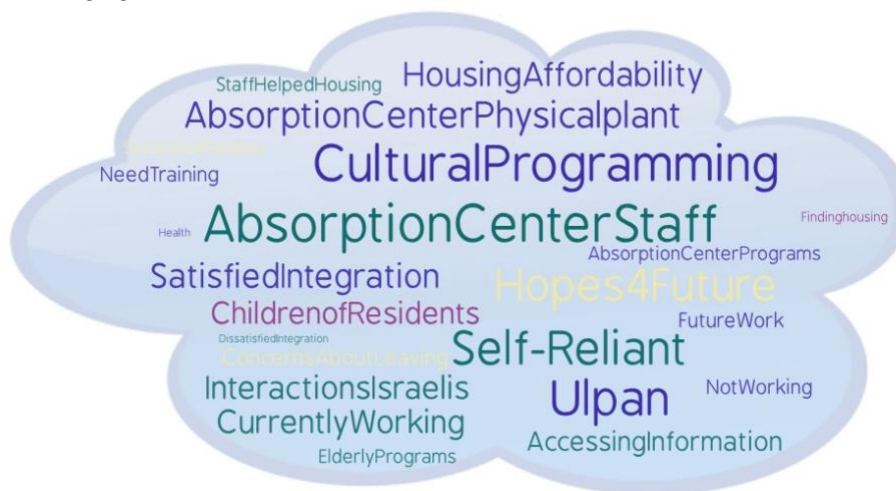 StaffHelpedHousing HousingAffordability
AbsorptionCenterPhysicalplant
NeedTraining CulturalProgramming
Health AbsorptionCenterStaff Findinghousing
AbsorptionCenterPrograms
SatisfiedIntegration Hopes4Future
ChildrenofResidents FutureWork
DissatisfiedIntegration
ConcernsAboutLeaving Self-Reliant
InteractionsIsraelis Ulpan NotWorking
CurrentlyWorking AccessingInformation
ElderlyPrograms